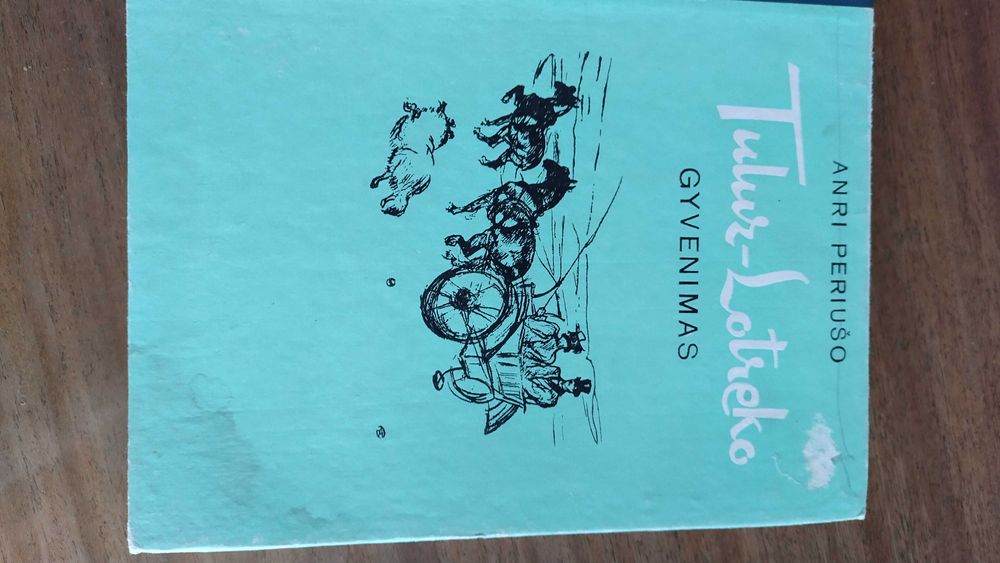 ANRI PERIUŠO
Tuluz-Lotreko
GYVENIMAS